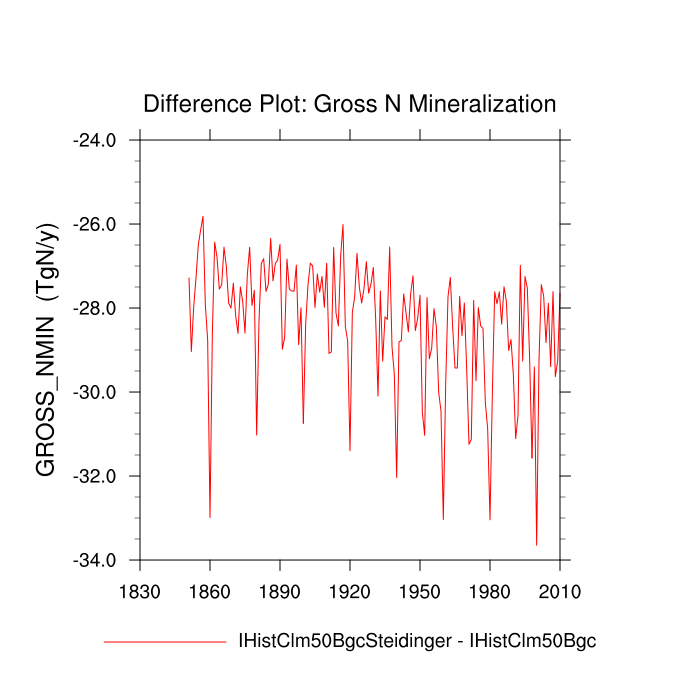 Difference Plot: Gross N Mineralization
GROSS_NMIN (TgN/y)
-24.0
-26.0
-28.0
-30.0
-32.0
-34.0
1830 1860 1890 1920 1950 1980 2010
IHistClm50BgcSteidinger - IHistClm50Bgc